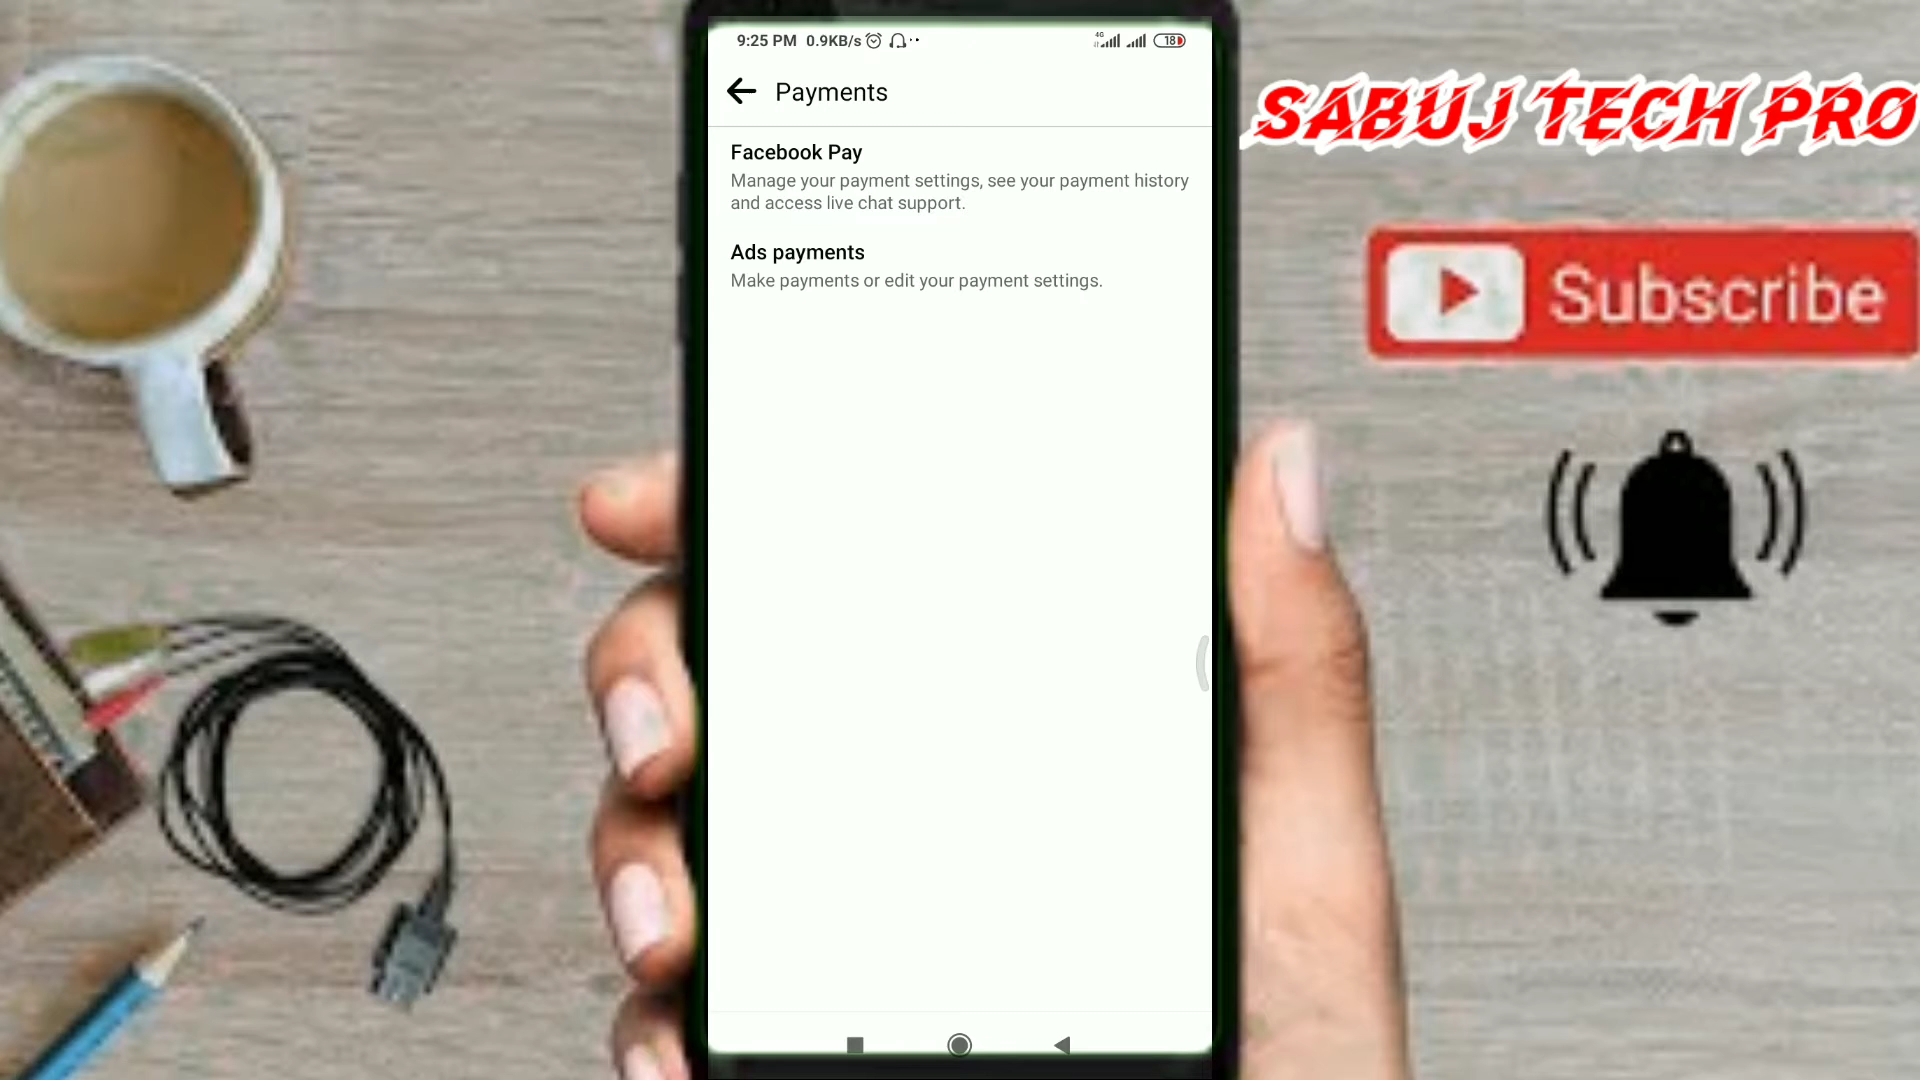 9:25 PM 0.9KB/s
4G
18
Payments
Facebook Pay
Manage your payment settings, see your payment history
and access live chat support.
Ads payments
Make payments or edit your payment settings.
SABUJ TECH PRO
Subscribe